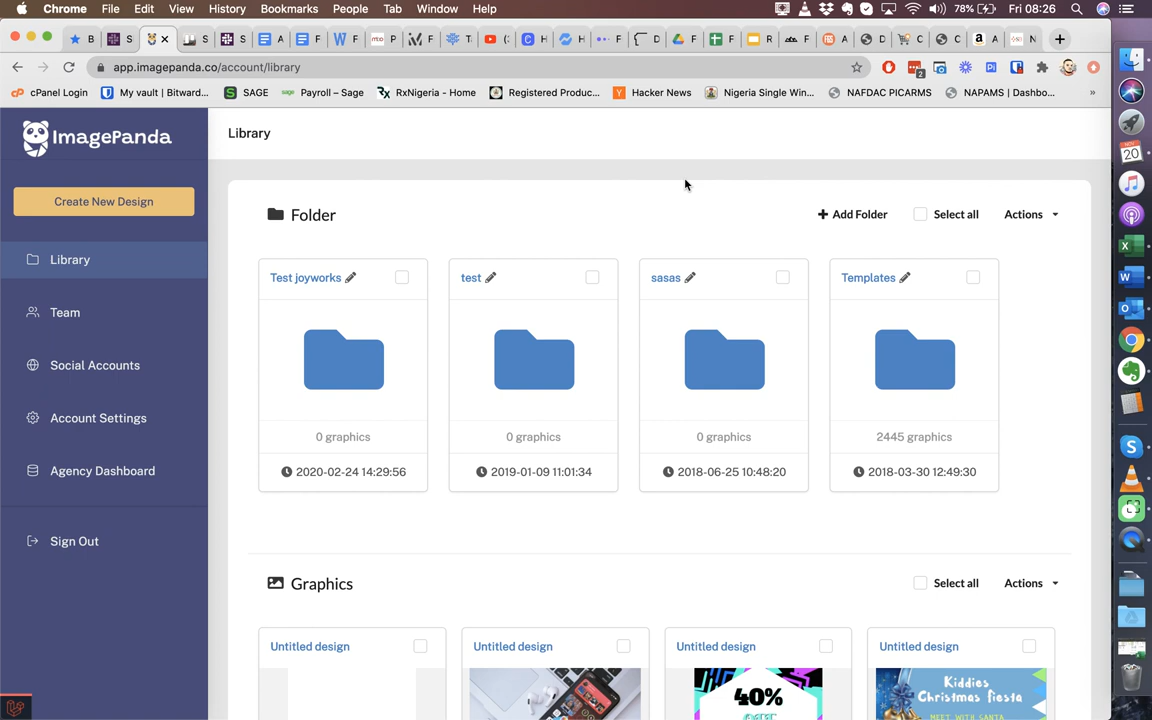 Chrome File Edit View History Bookmarks People Tab Window Help 78% Fri 08:26
B S S S A F W F P F T C H F D F F R F A D C A N
app.imagepanda.co/account/library 2
cPanel Login My vault | Bitward... SAGE Payroll – Sage RxNigeria - Home Registered Produc... Hacker News Nigeria Single Win... NAFDAC PICARMS NAPAMS | Dashbo... »
ImagePanda
Library
Create New Design
Library
Team
Social Accounts
Account Settings
Agency Dashboard
Sign Out
Folder
Add Folder Select all Actions
Test joyworks test sasas Templates
0 graphics 0 graphics 0 graphics 2445 graphics
2020-02-24 14:29:56 2019-01-09 11:01:34 2018-06-25 10:48:20 2018-03-30 12:49:30
Graphics Select all Actions
Untitled design Untitled design Untitled design Untitled design
40%
Kiddies
Christmas fiesta
MEET WITH SANTA
NOV
20